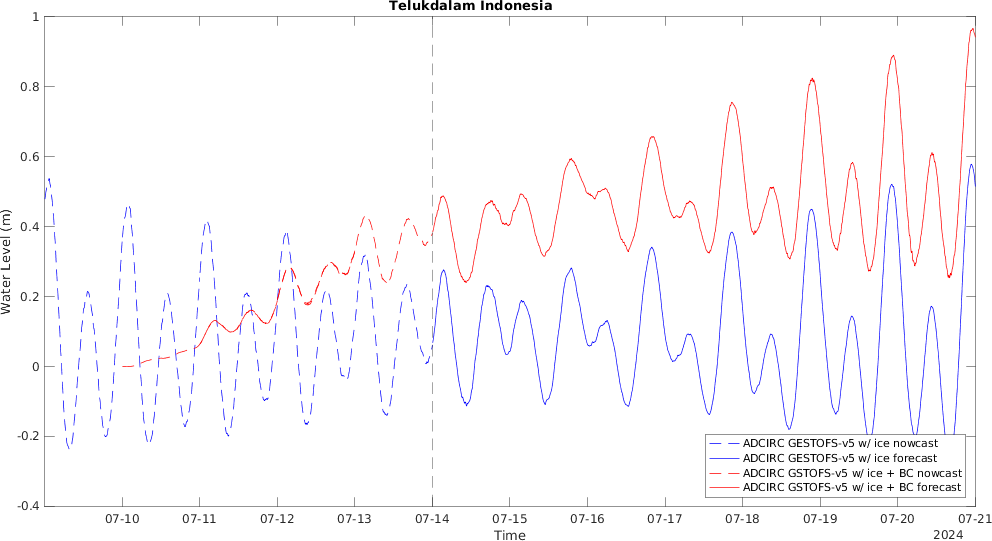 Telukdalam Indonesia
Water Level (m)
1
0.8
0.6
0.4
0.2
0
-0.2
-0.4
ADCIRC GESTOFS-v5 w/ ice nowcast
ADCIRC GESTOFS-v5 w/ ice forecast
ADCIRC GSTOFS-v5 w/ ice + BC nowcast
ADCIRC GSTOFS-v5 w/ ice + BC forecast
07-10 07-11 07-12 07-13 07-14 07-15 07-16 07-17 07-18 07-19 07-20 07-21
Time
2024